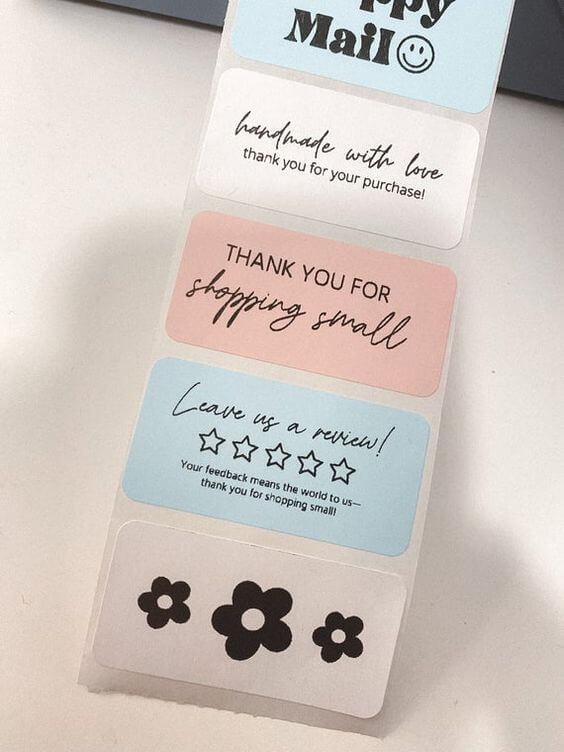 Mail
handmade with love
thank you for your purchase!
THANK YOU FOR
shopping small
Leave us a review!
Your feedback means the world to us—
thank you for shopping small!